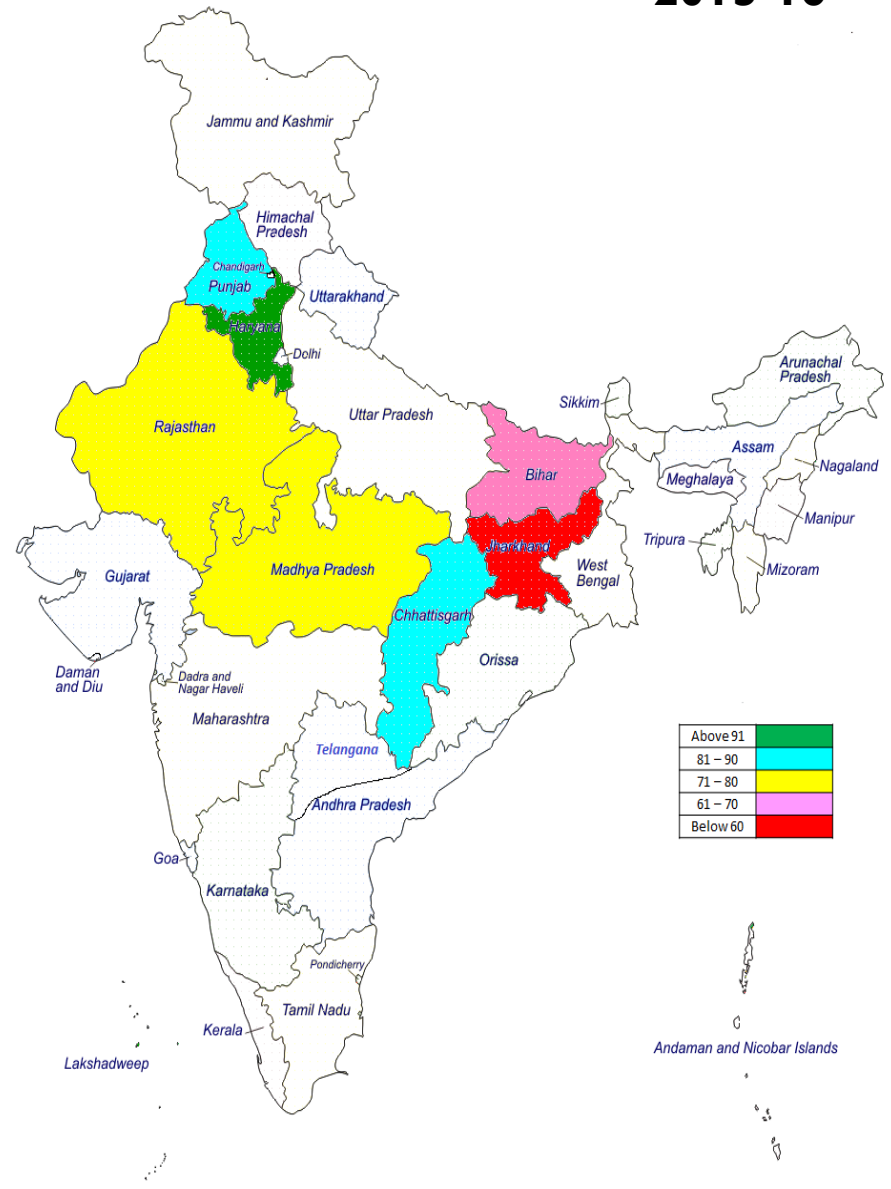 Jammu and Kashmir
Himachal
Pradesh
Chandigarh
Punjab
Uttarakhand
Haryana
Dolhi
Arunachal
Pradesh
Sikkim
Uttar Pradesh
Rajasthan
Assam
Nagaland
Bihar
Meghalaya
Manipur
Tripura
Jharkhand
West
Bengal
Mizoram
Gujarat
Madhya Pradesh
Chhattisgarh
Orissa
Daman
and Diu
Dadra and
Nagar Haveli
Maharashtra
Telangana
Andhra Pradesh
Above 91
81 – 90
71 – 80
61 – 70
Below 60
Goa
Karnataka
Pondicherry
Tamil Nadu
Kerala
Lakshadweep
Andaman and Nicobar Islands